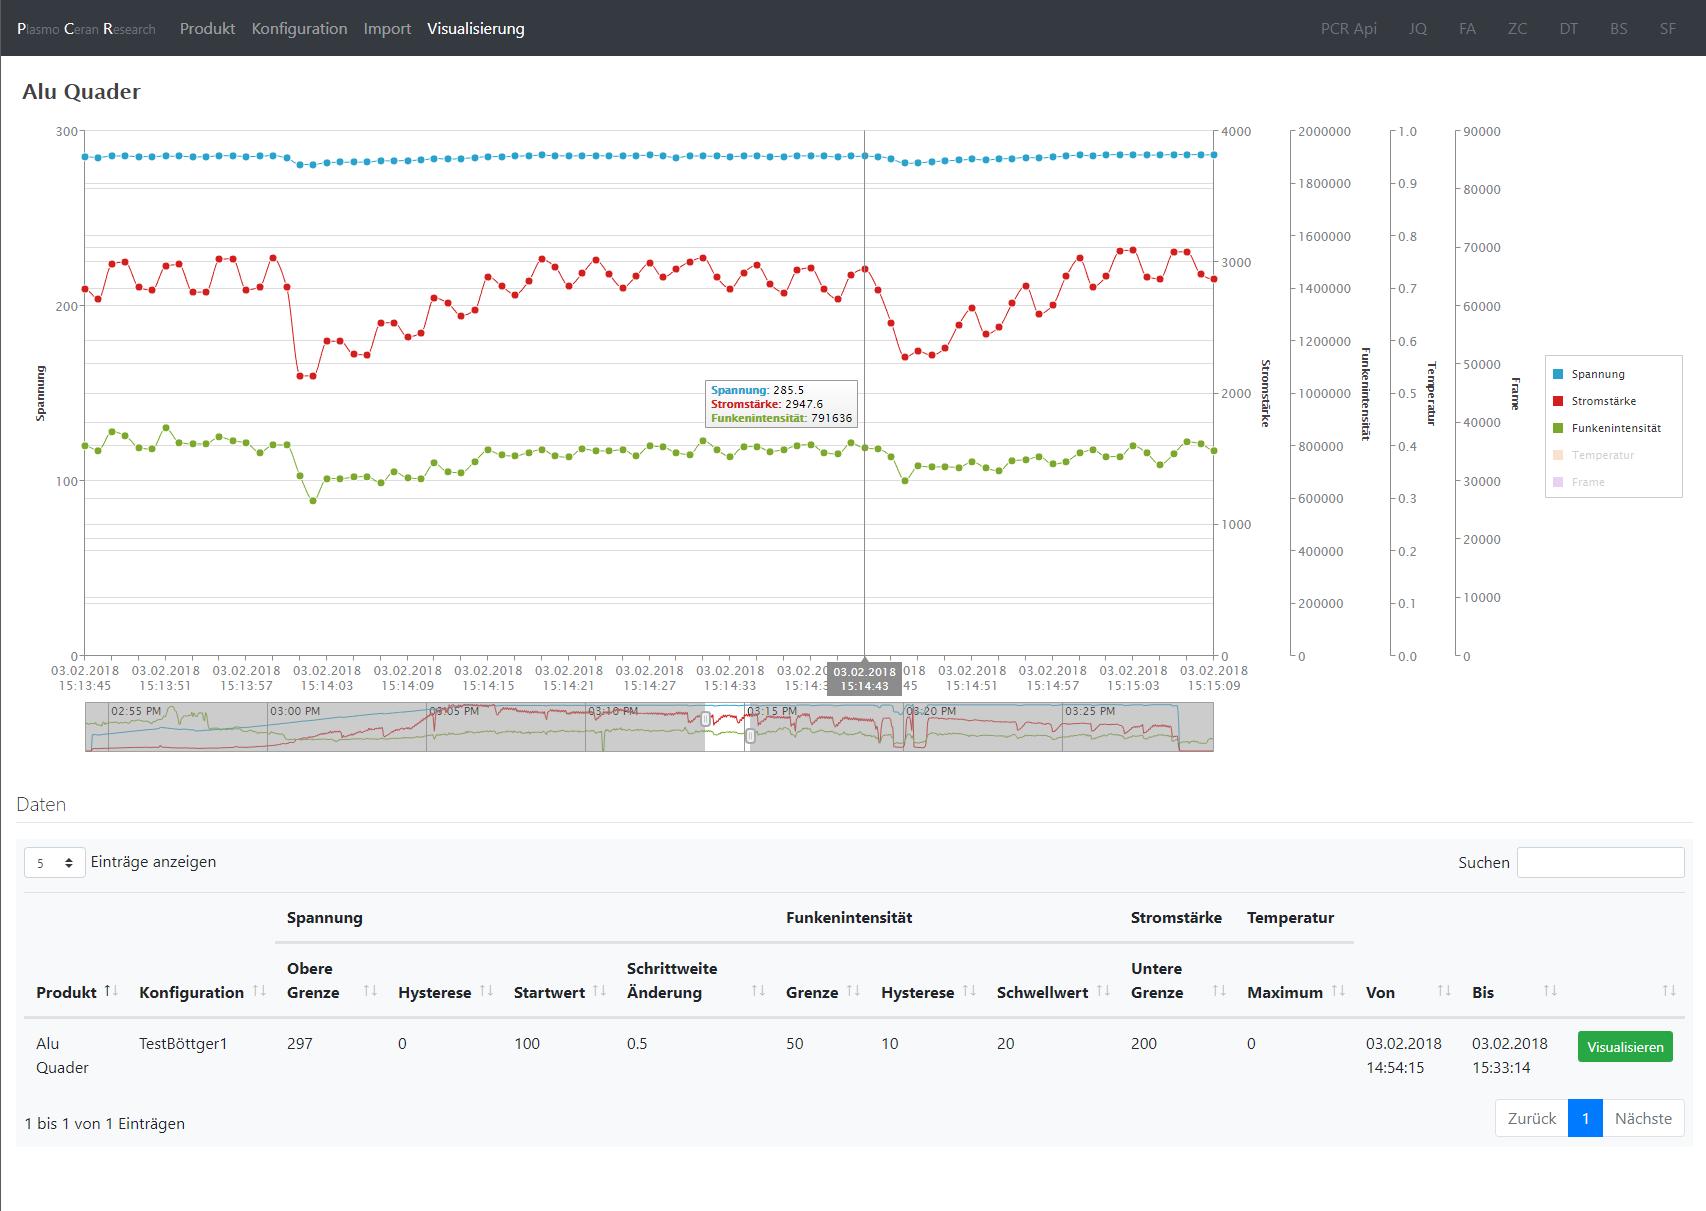 Plasmo Ceran Research Produkt Konfiguration Import Visualisierung PCR Api JQ FA ZC DT BS SF
Alu Quader
300
200
100
0
Spannung
4000
3000
2000
1000
0
Stromstärke
2000000
1800000
1600000
1400000
1200000
1000000
800000
600000
400000
200000
0
Funkenintensität
1.0
0.9
0.8
0.7
0.6
0.5
0.4
0.3
0.2
0.1
0.0
Temperatur
90000
80000
70000
60000
50000
40000
30000
20000
10000
0
Frame
Spannung
Stromstärke
Funkenintensität
Temperatur
Frame
Spannung: 285.5
Stromstärke: 2947.6
Funkenintensität: 791636
03.02.2018 03.02.2018 03.02.2018 03.02.2018 03.02.2018 03.02.2018 03.02.2018 03.02.2018 03.02.2018 03.02.2018 03.02.2018 03.02.2018 03.02.2018 03.02.2018
15:13:45 15:13:51 15:13:57 15:14:03 15:14:09 15:14:15 15:14:21 15:14:27 15:14:33 15:14:43 15:14:51 15:14:57 15:15:03 15:15:09
02:55 PM 03:00 PM 03:05 PM 03:10 PM 03:15 PM 03:20 PM 03:25 PM
Daten
5 Einträge anzeigen Suchen
Spannung Funkenintensität Stromstärke Temperatur
Obere Schrittweite Untere
Produkt Konfiguration Grenze Hysterese Startwert Änderung Grenze Hysterese Schwellwert Grenze Maximum Von Bis
Alu TestBöttger1 297 0 100 0.5 50 10 20 200 0 03.02.2018 03.02.2018 Visualisieren
Quader 14:54:15 15:33:14
1 bis 1 von 1 Einträgen Zurück 1 Nächste